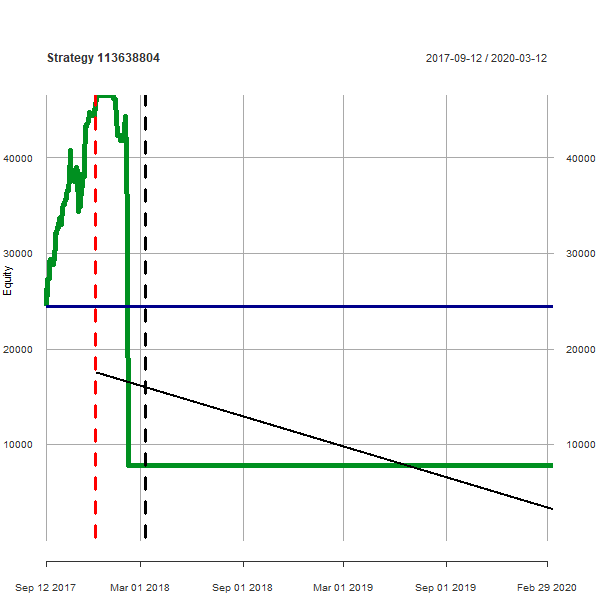 Strategy 113638804
2017-09-12 / 2020-03-12
40000
40000
30000
30000
Equity
20000
20000
10000
10000
Sep 12 2017
Mar 01 2018
Sep 01 2018
Mar 01 2019
Sep 01 2019
Feb 29 2020